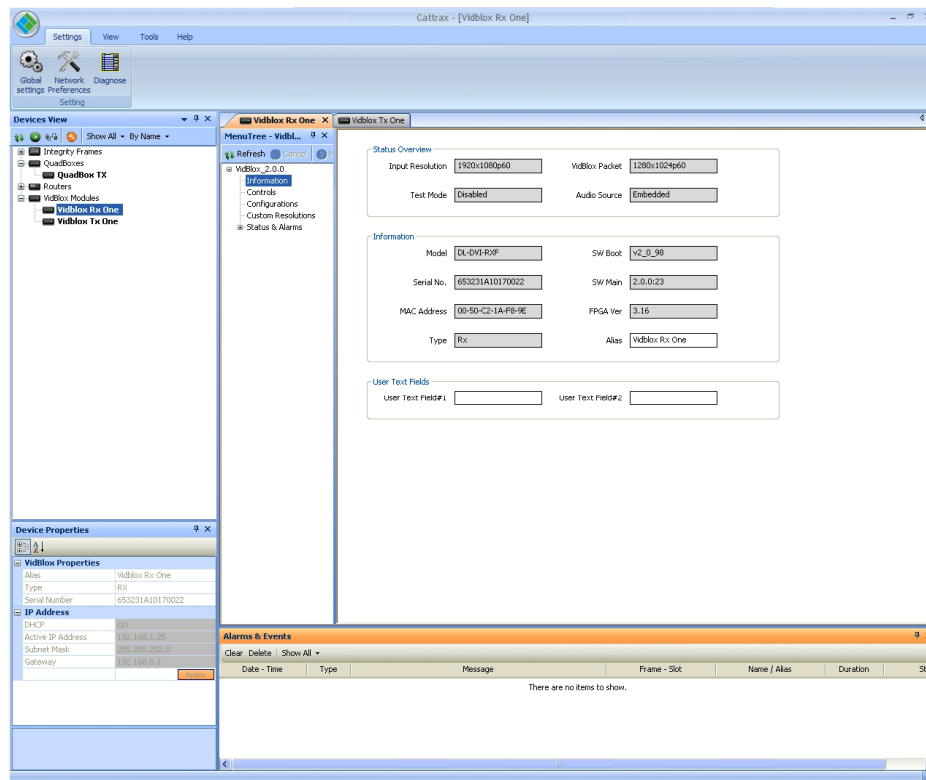 Cattrax - [Vidblox Rx One]
Settings View Tools Help
Global settings Network Preferences Diagnose
Setting
Devices View
Show All By Name
Integrity Frames
QuadBoxes
QuadBox TX
Routers
VidBlox Modules
Vidblox Rx One
Vidblox Tx One
Vidblox Rx One Vidblox Tx One
MenuTree - Vidbl...
Refresh Cancel
VidBlox_2.0.0
Information
Controls
Configurations
Custom Resolutions
Status & Alarms
Status Overview
Input Resolution 1920x1080p60 VidBlox Packet 1280x1024p60
Test Mode Disabled Audio Source Embedded
Information
Model DL-DVI-RXF SW Boot v2_0_98
Serial No. 653231A10170022 SW Main 2.0.0:23
MAC Address 00-50-C2-1A-F8-9E FPGA Ver 3.16
Type Rx Alias Vidblox Rx One
User Text Fields
User Text Field#1 User Text Field#2
Device Properties
VidBlox Properties
Alias Vidblox Rx One
Type RX
Serial Number 653231A10170022
IP Address
DHCP On
Active IP Address 192.168.1.25
Subnet Mask 255.255.252.0
Gateway 192.168.0.1
Apply
Alarms & Events
Clear Delete Show All
Date - Time Type Message Frame - Slot Name / Alias Duration St
There are no items to show.